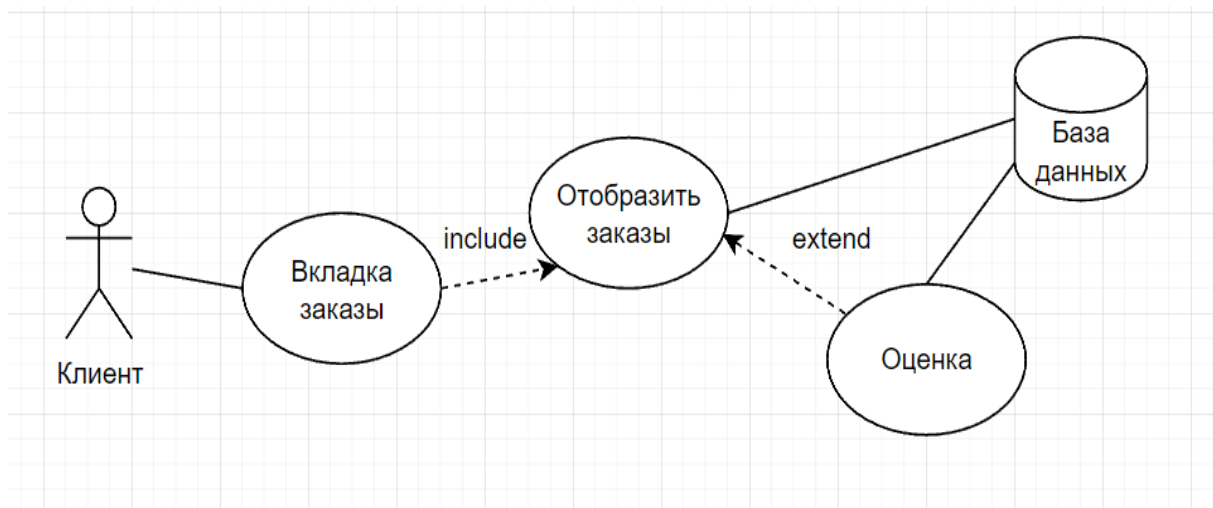 База
данных
Отобразить
заказы
include
extend
Вкладка
заказы
Оценка
Клиент